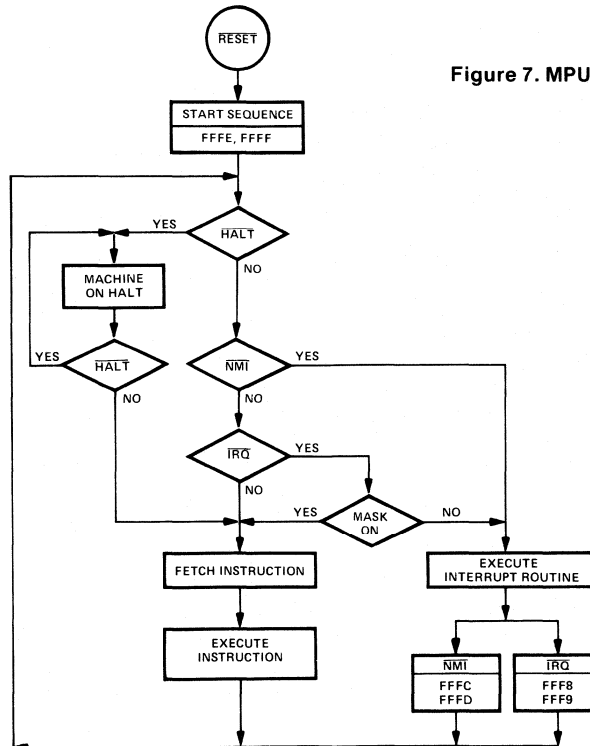 RESET
Figure 7. MPU
START SEQUENCE
FFFE, FFFF
YES
HALT
NO
MACHINE
ON HALT
YES
HALT
NO
NMI
YES
NO
IRQ
YES
NO
YES
MASK
ON
NO
FETCH INSTRUCTION
EXECUTE
INTERRUPT ROUTINE
EXECUTE
INSTRUCTION
NMI
FFFC
FFFD
IRQ
FFF8
FFF9